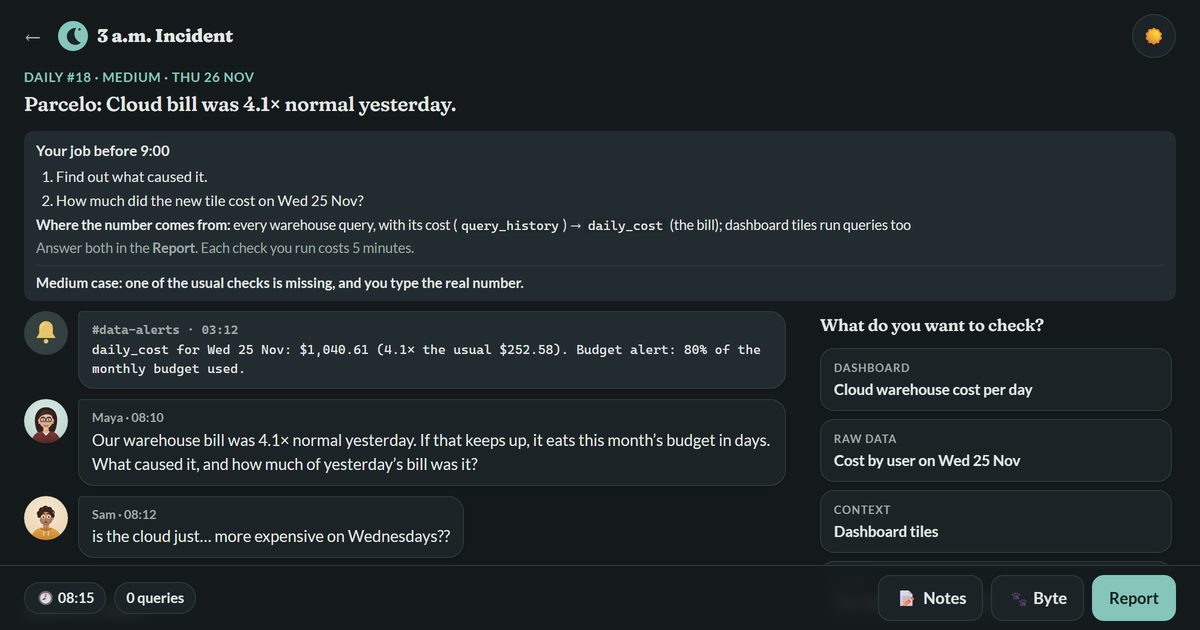 ← 3 a.m. Incident
DAILY #18 · MEDIUM · THU 26 NOV
Parcelo: Cloud bill was 4.1× normal yesterday.
Your job before 9:00
1. Find out what caused it.
2. How much did the new tile cost on Wed 25 Nov?
Where the number comes from: every warehouse query, with its cost ( query_history ) → daily_cost (the bill); dashboard tiles run queries too
Answer both in the Report. Each check you run costs 5 minutes.
Medium case: one of the usual checks is missing, and you type the real number.
#data-alerts · 03:12
daily_cost for Wed 25 Nov: $1,040.61 (4.1× the usual $252.58). Budget alert: 80% of the
monthly budget used.
Maya · 08:10
Our warehouse bill was 4.1× normal yesterday. If that keeps up, it eats this month's budget in days.
What caused it, and how much of yesterday's bill was it?
Sam · 08:12
is the cloud just... more expensive on Wednesdays??
What do you want to check?
DASHBOARD
Cloud warehouse cost per day
RAW DATA
Cost by user on Wed 25 Nov
CONTEXT
Dashboard tiles
08:15
0 queries
Notes
Byte
Report